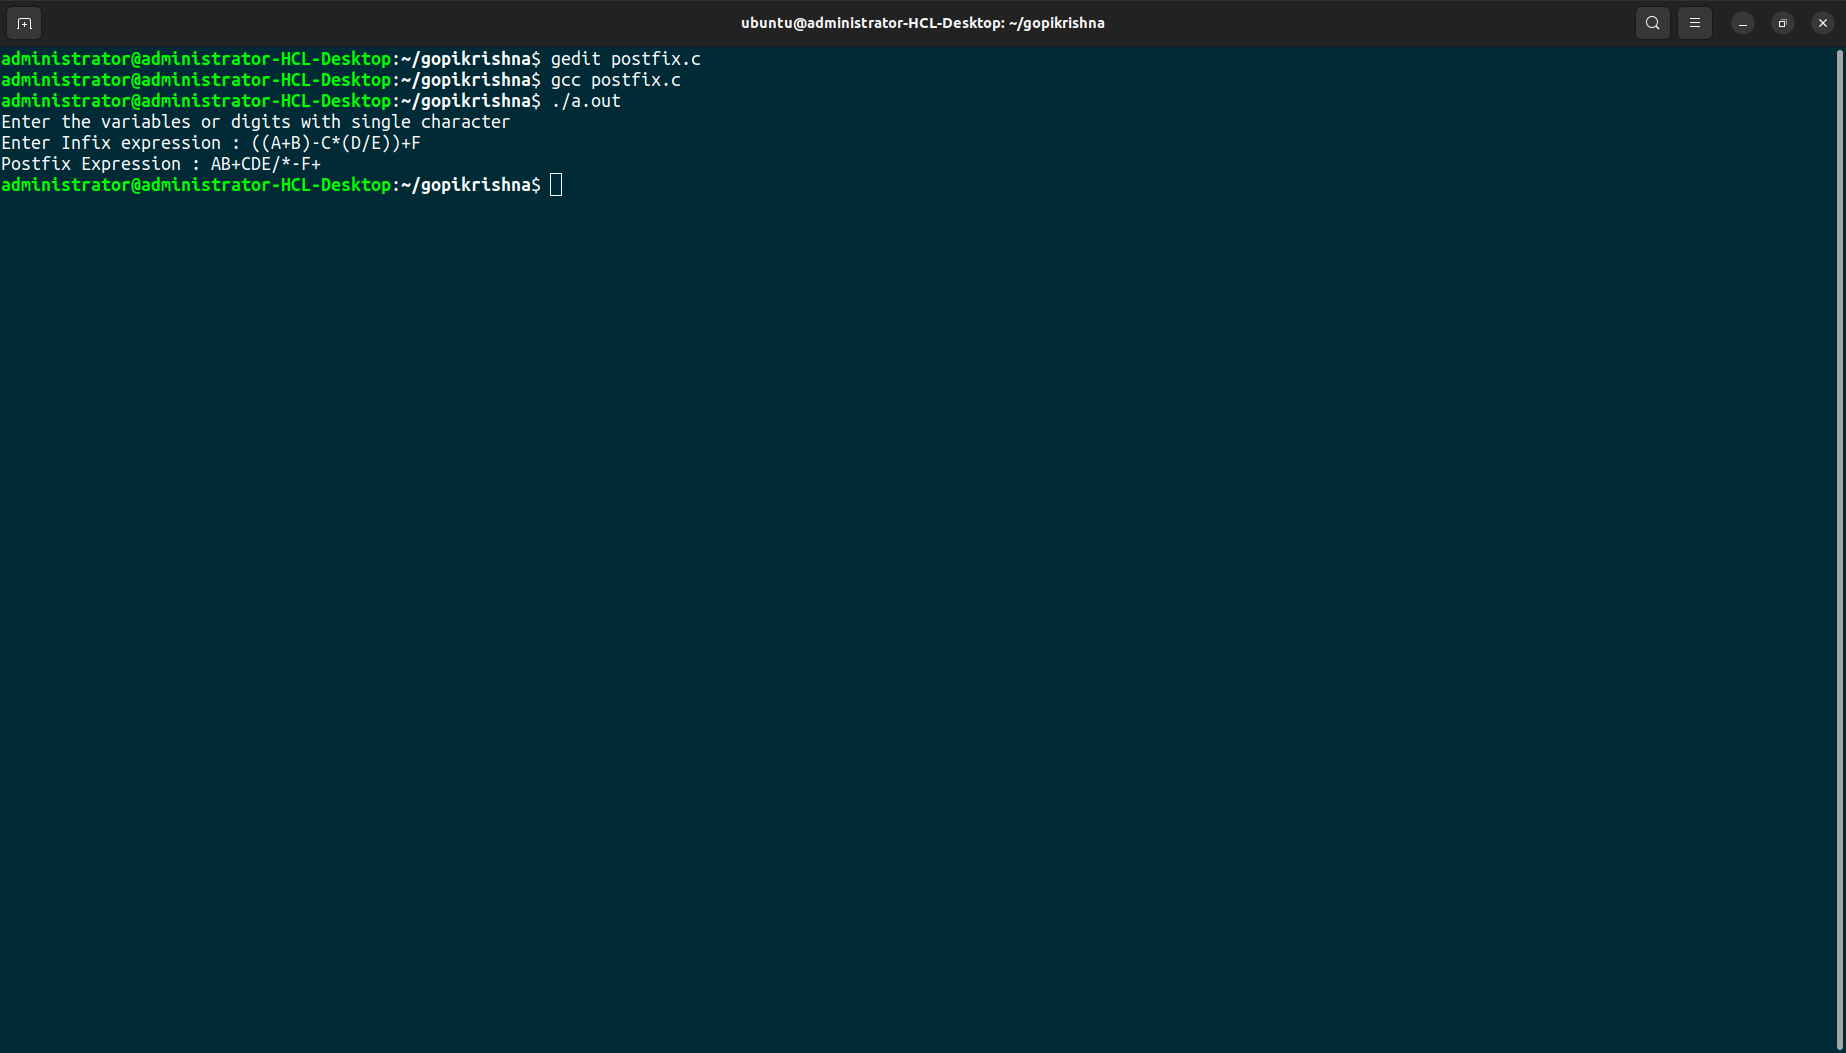 ubuntu@administrator-HCL-Desktop: ~/gopikrishna
administrator@administrator-HCL-Desktop:~/gopikrishna$ gedit postfix.c
administrator@administrator-HCL-Desktop:~/gopikrishna$ gcc postfix.c
administrator@administrator-HCL-Desktop:~/gopikrishna$ ./a.out
Enter the variables or digits with single character
Enter Infix expression : ((A+B)-C*(D/E))+F
Postfix Expression : AB+CDE/*-F+
administrator@administrator-HCL-Desktop:~/gopikrishna$